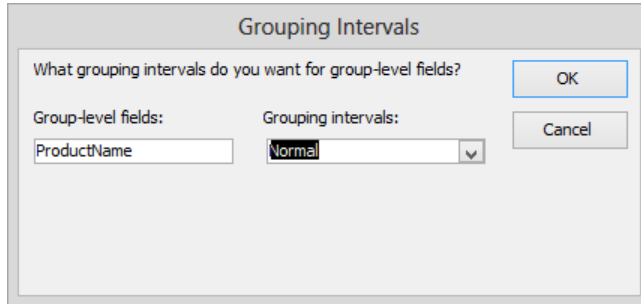 Grouping Intervals
What grouping intervals do you want for group-level fields?
OK
Group-level fields:
Grouping intervals:
Cancel
ProductName
Normal